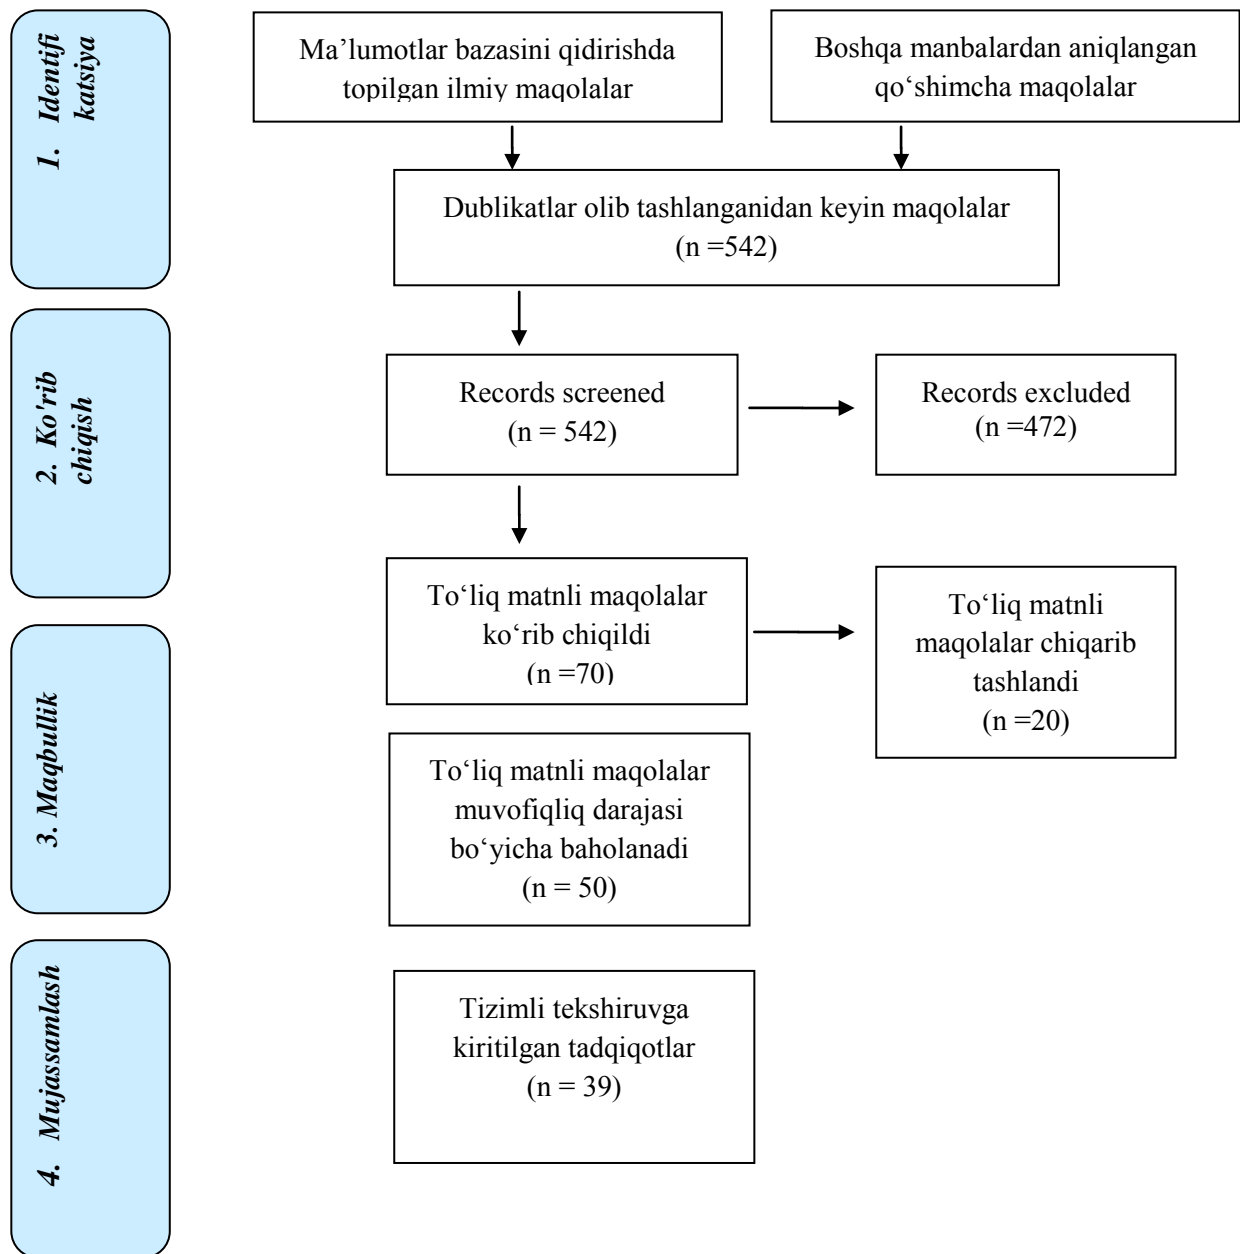 1. Identifi
katsiya
Ma’lumotlar bazasini qidirishda
topilgan ilmiy maqolalar
Boshqa manbalardan aniqlangan
qo‘shimcha maqolalar
Dublikatlar olib tashlanganidan keyin maqolalar
(n =542)
2. Ko'rib
chiqish
Records screened
(n = 542)
Records excluded
(n =472)
To‘liq matnli maqolalar
ko‘rib chiqildi
(n =70)
To‘liq matnli
maqolalar chiqarib
tashlandi
(n =20)
3. Maqbullik
To‘liq matnli maqolalar
muvofiqliq darajasi
bo‘yicha baholanadi
(n = 50)
4. Mujassamlash
Tizimli tekshiruvga
kiritilgan tadqiqotlar
(n = 39)